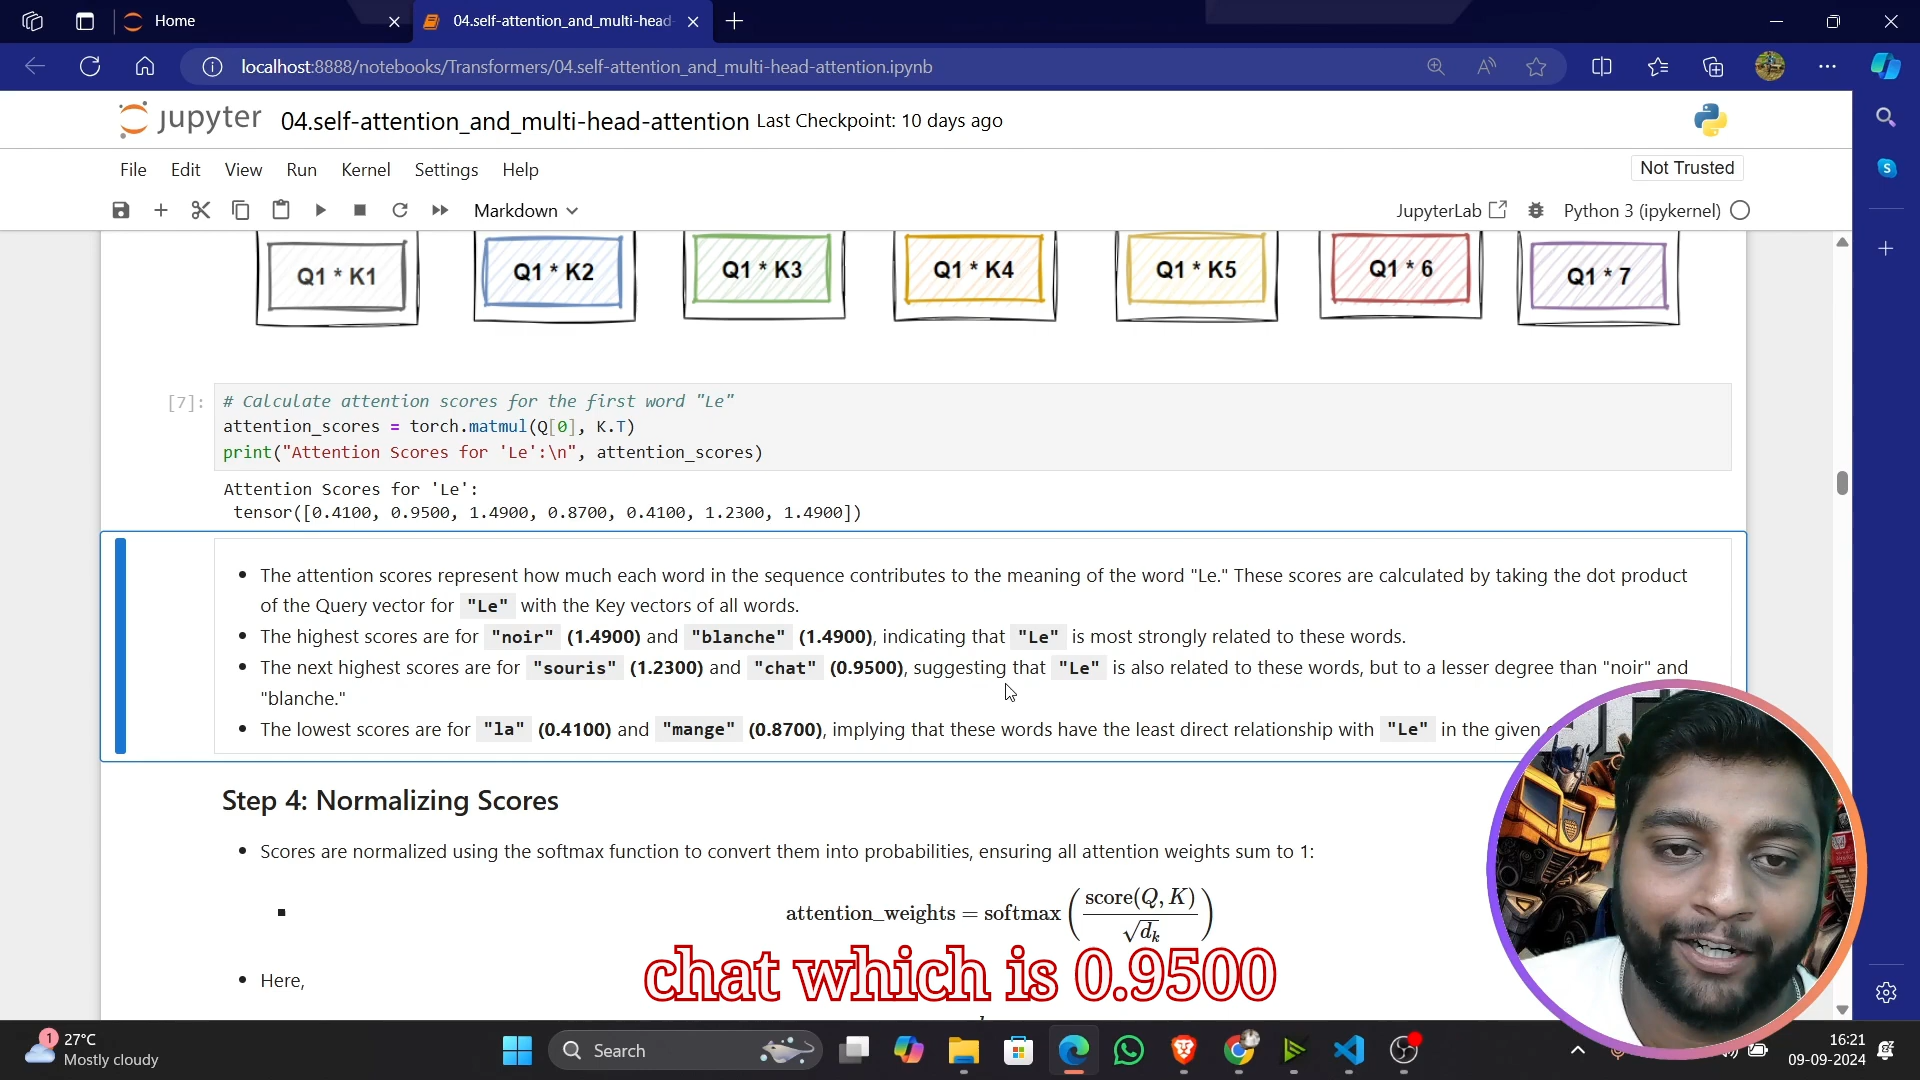 Home
04.self-attention_and_multi-head-
localhost:8888/notebooks/Transformers/04.self-attention_and_multi-head-attention.ipynb
jupyter 04.self-attention_and_multi-head-attention Last Checkpoint: 10 days ago
File Edit View Run Kernel Settings Help
Not Trusted
Markdown
JupyterLab
Python 3 (ipykernel)
Q1 * K1 Q1 * K2 Q1 * K3 Q1 * K4 Q1 * K5 Q1 * 6 Q1 * 7
[7]: # Calculate attention scores for the first word "Le"
attention_scores = torch.matmul(Q[0], K.T)
print("Attention Scores for 'Le':\n", attention_scores)
Attention Scores for 'Le':
tensor([0.4100, 0.9500, 1.4900, 0.8700, 0.4100, 1.2300, 1.4900])
• The attention scores represent how much each word in the sequence contributes to the meaning of the word "Le." These scores are calculated by taking the dot product
of the Query vector for "Le" with the Key vectors of all words.
• The highest scores are for "noir" (1.4900) and "blanche" (1.4900), indicating that "Le" is most strongly related to these words.
• The next highest scores are for "souris" (1.2300) and "chat" (0.9500), suggesting that "Le" is also related to these words, but to a lesser degree than "noir" and
"blanche."
• The lowest scores are for "la" (0.4100) and "mange" (0.8700), implying that these words have the least direct relationship with "Le" in the given
Step 4: Normalizing Scores
• Scores are normalized using the softmax function to convert them into probabilities, ensuring all attention weights sum to 1:
▪ attention_weights = softmax(score(Q, K) / √d_k)
• Here,
chat which is 0.9500
1
27°C
Mostly cloudy
Search
16:21
09-09-2024